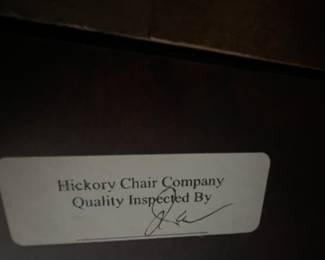 Hickory Chair Company
Quality Inspected By